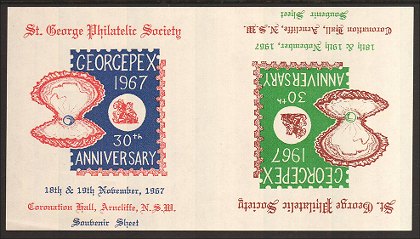 St. George Philatelic Society
GEORGEPEX
1967
30th
ANNIVERSARY
18th & 19th November, 1967
Coronation Hall, Arncliffe, N.S.W.
Souvenir Sheet
St. George Philatelic Society
GEORGEPEX
1967
30th
ANNIVERSARY
18th & 19th November, 1967
Coronation Hall, Arncliffe, N.S.W.
Souvenir Sheet